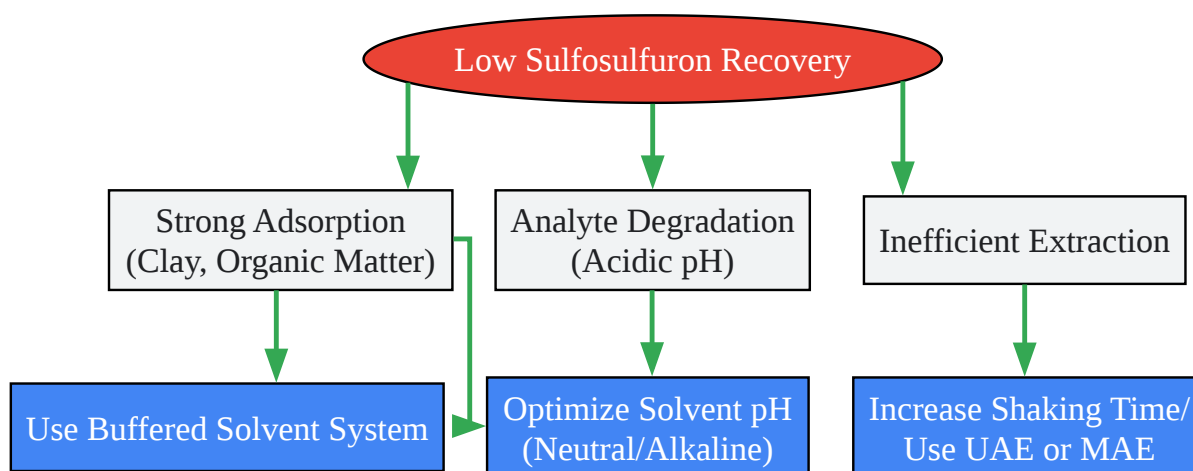 Low Sulfosulfuron Recovery
Strong Adsorption
(Clay, Organic Matter)
Analyte Degradation
(Acidic pH)
Inefficient Extraction
Use Buffered Solvent System
Optimize Solvent pH
(Neutral/Alkaline)
Increase Shaking Time/
Use UAE or MAE